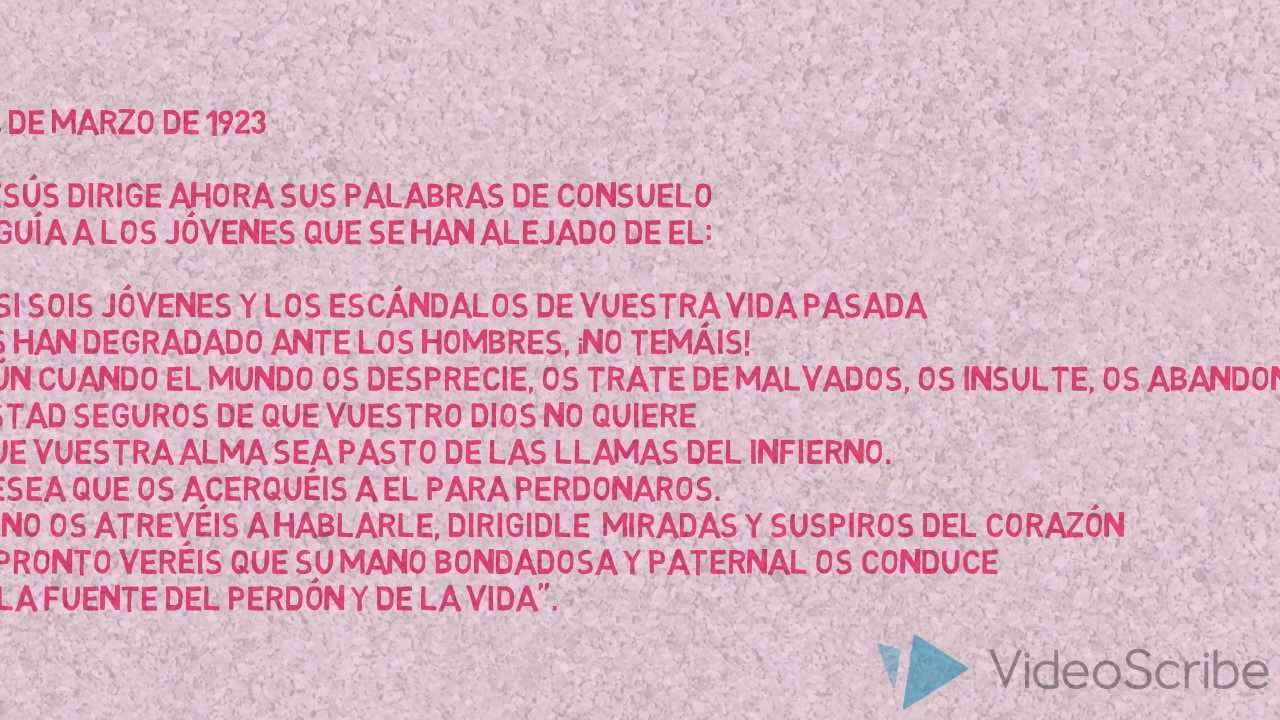 DE MARZO DE 1923
ESÚS DIRIGE AHORA SUS PALABRAS DE CONSUELO
GUÍA A LOS JÓVENES QUE SE HAN ALEJADO DE EL:
SI SOIS JÓVENES Y LOS ESCÁNDALOS DE VUESTRA VIDA PASADA
S HAN DEGRADADO ANTE LOS HOMBRES, ¡NO TEMÁIS!
ÚN CUANDO EL MUNDO OS DESPRECIE, OS TRATE DE MALVADOS, OS INSULTE, OS ABANDON
STAD SEGUROS DE QUE VUESTRO DIOS NO QUIERE
UE VUESTRA ALMA SEA PASTO DE LAS LLAMAS DEL INFIERNO.
ESEA QUE OS ACERQUÉIS A EL PARA PERDONAROS.
NO OS ATREVÉIS A HABLARLE, DIRIGIDLE MIRADAS Y SUSPIROS DEL CORAZÓN
PRONTO VERÉIS QUE SU MANO BONDADOSA Y PATERNAL OS CONDUCE
LA FUENTE DEL PERDÓN Y DE LA VIDA”.
VideoScribe